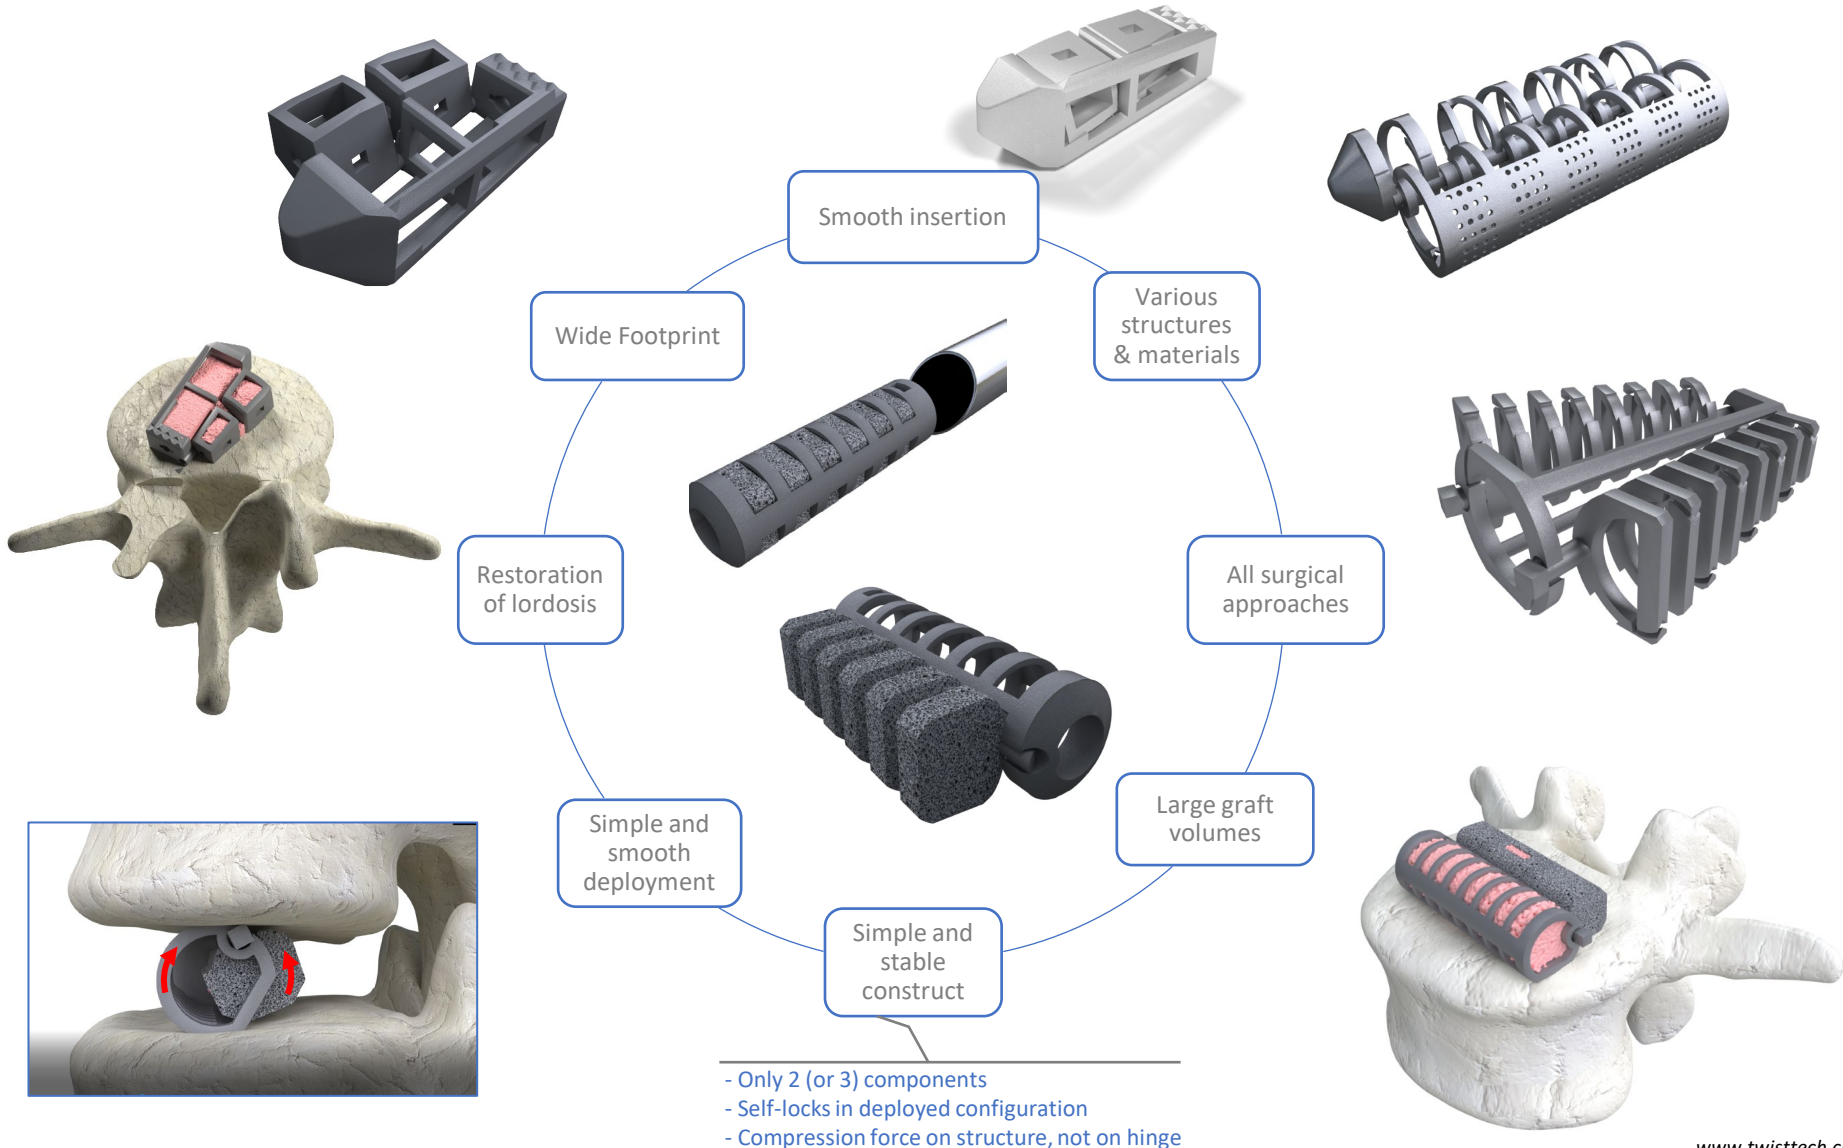 Smooth insertion
Various
structures
& materials
Wide Footprint
Restoration
of lordosis
All surgical
approaches
Large graft
volumes
Simple and
smooth
deployment
Simple and
stable
construct
- Only 2 (or 3) components
- Self-locks in deployed configuration
- Compression force on structure, not on hinge
www.twisttech.c